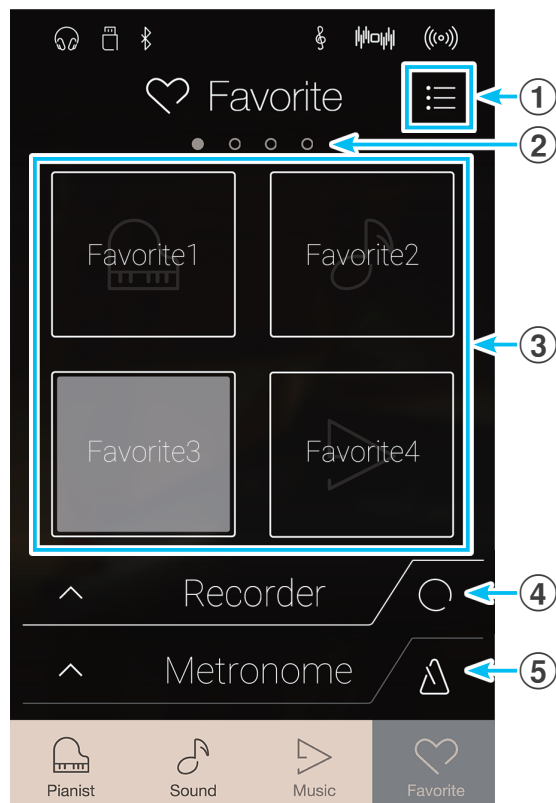 Favorite
1
2
Favorite1
Favorite2
3
Favorite3
Favorite4
Recorder
4
Metronome
5
Pianist
Sound
Music
Favorite